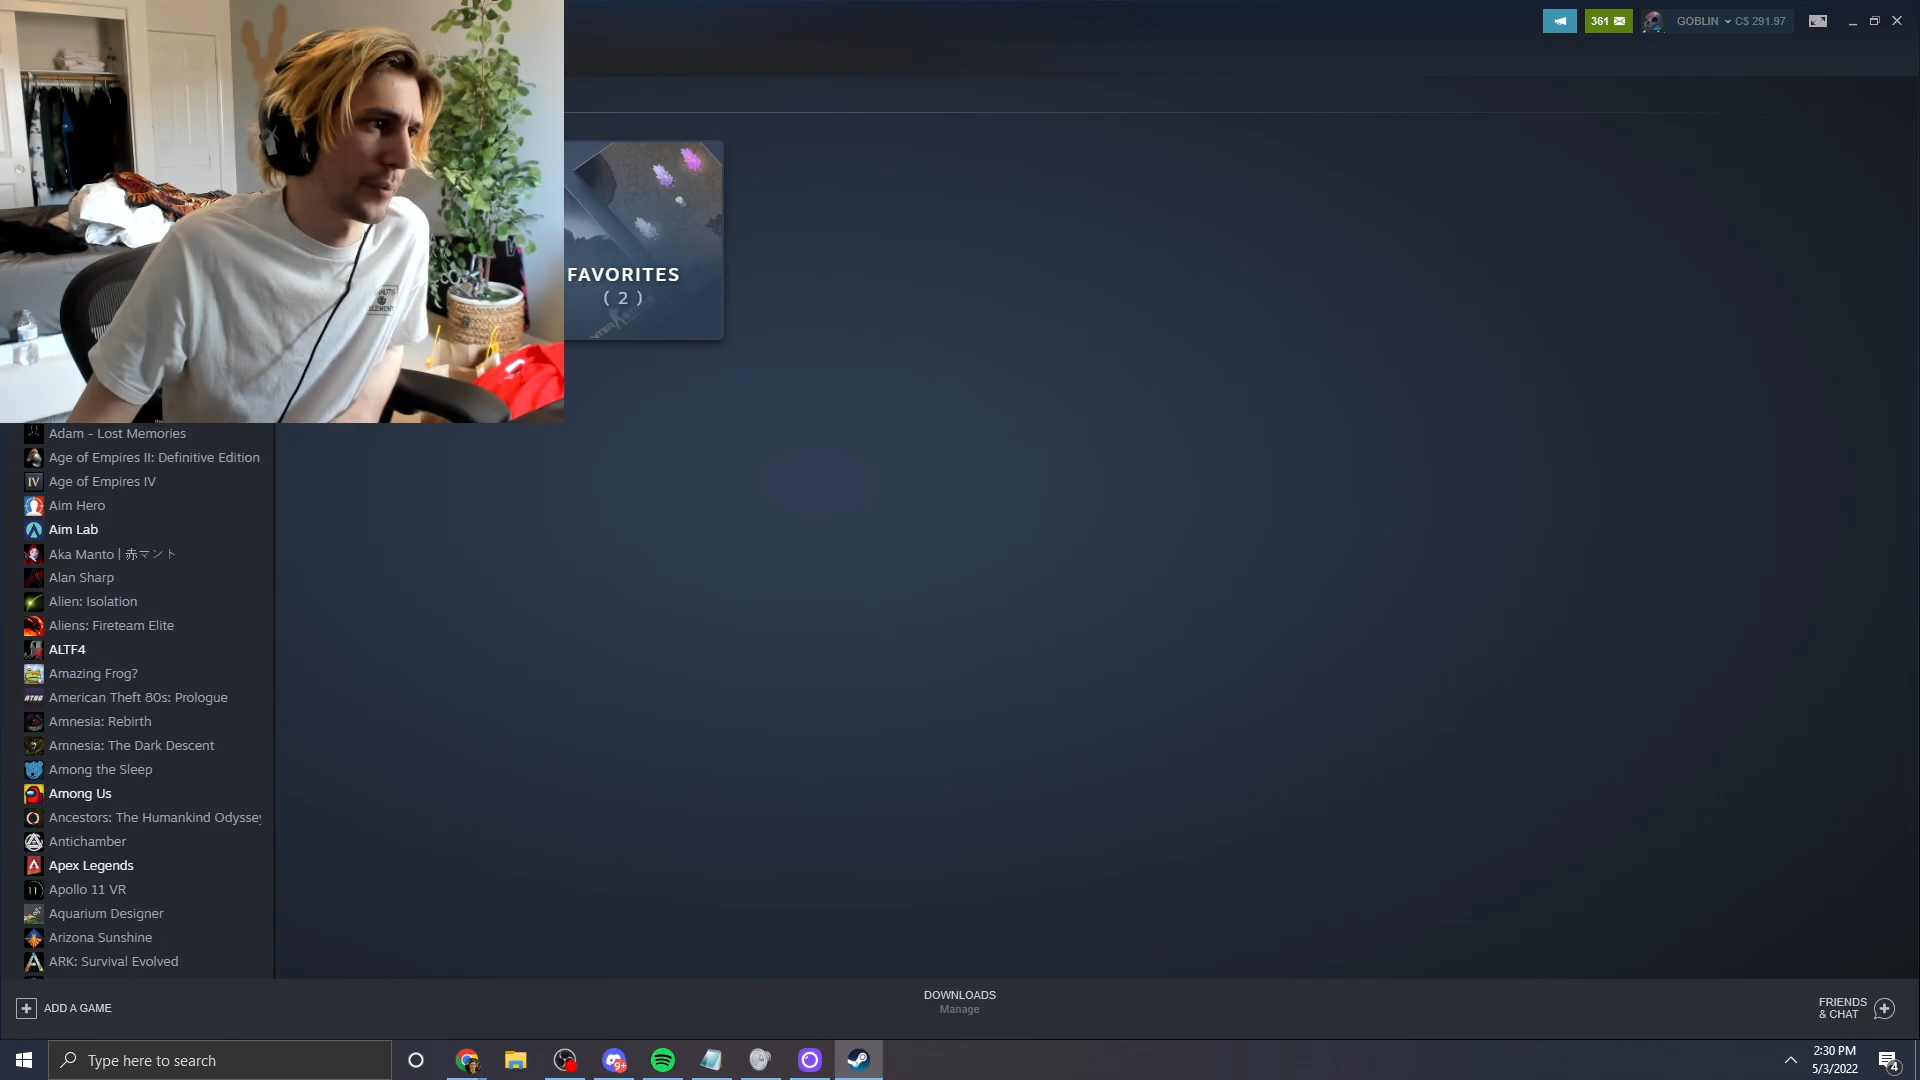 361
GOBLIN
C$ 291.97
FAVORITES
( 2 )
Adam - Lost Memories
Age of Empires II: Definitive Edition
IV
Age of Empires IV
Aim Hero
Aim Lab
Aka Manto | 赤マント
Alan Sharp
Alien: Isolation
Aliens: Fireteam Elite
ALTF4
Amazing Frog?
American Theft 80s: Prologue
Amnesia: Rebirth
Amnesia: The Dark Descent
Among the Sleep
Among Us
Ancestors: The Humankind Odyssey
Antichamber
Apex Legends
11
Apollo 11 VR
Aquarium Designer
Arizona Sunshine
ARK: Survival Evolved
ADD A GAME
DOWNLOADS
Manage
FRIENDS
& CHAT
Type here to search
9+
2:30 PM
5/3/2022
4